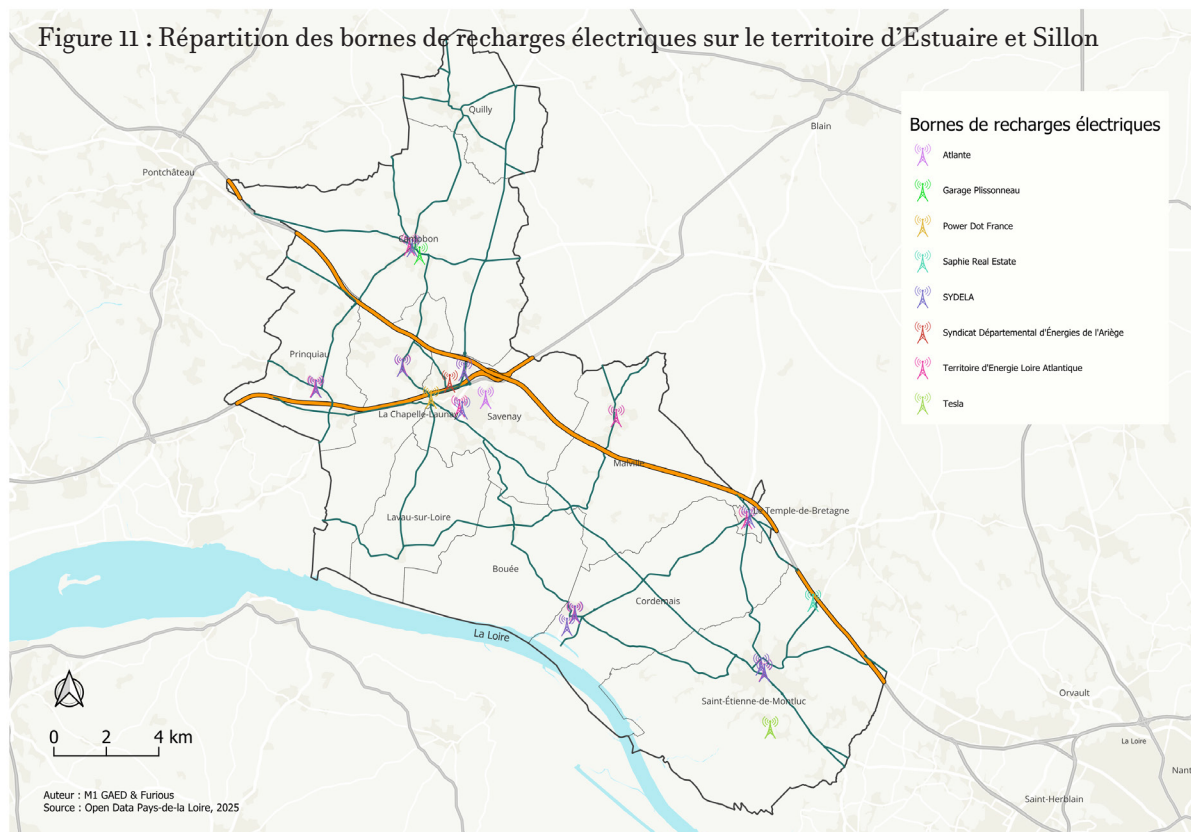 Figure 11 : Répartition des bornes de recharges électriques sur le territoire d'Estuaire et Sillon
Quilly
Blain
Pontchâteau
Bornes de recharges électriques
Atlante
Garage Plissonneau
Power Dot France
Saphie Real Estate
SYDELA
Syndicat Départemental d'Énergies de l'Ariège
Territoire d'Energie Loire Atlantique
Tesla
Prinquiau
La Chapelle-Launay
Savenay
Malville
Lavau-sur-Loire
Le Temple-de-Bretagne
Bouée
Cordemais
La Loire
Saint-Étienne-de-Montluc
Orvault
La Loire
Nant
Saint-Herblain
0 2 4 km
Auteur : M1 GAED & Furious
Source : Open Data Pays-de-la Loire, 2025